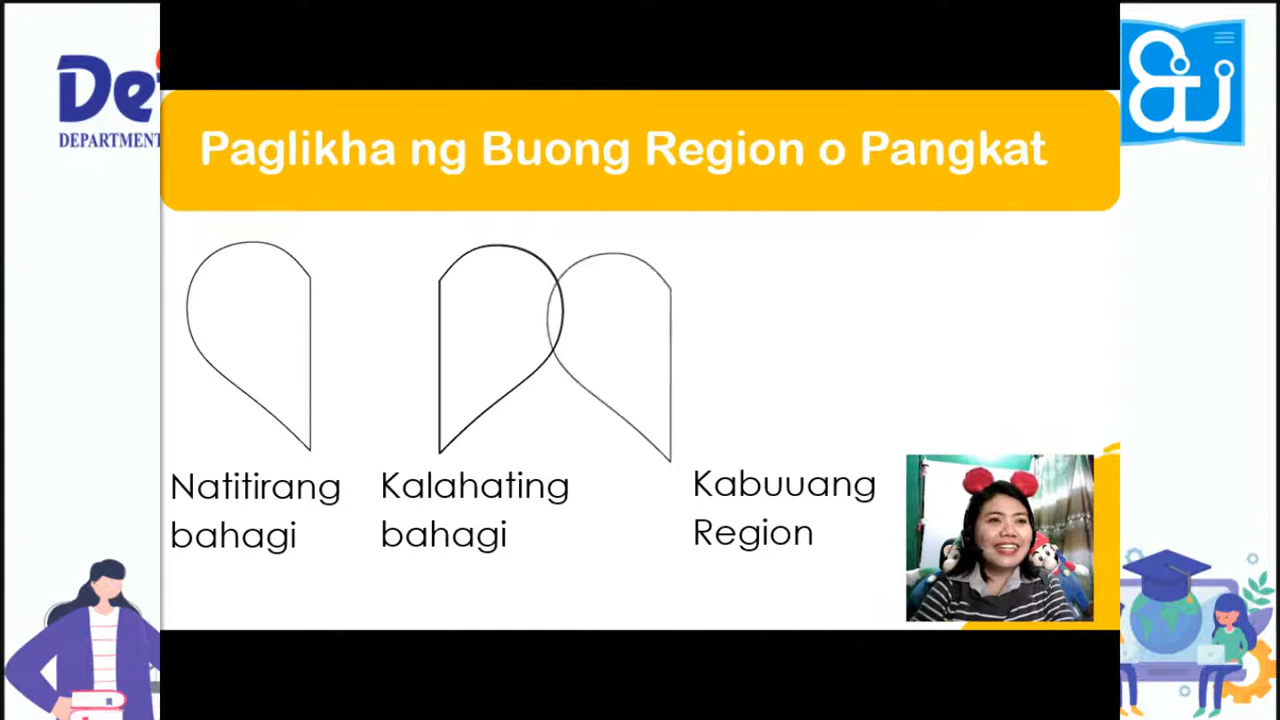 De
DEPARTMENT
Paglikha ng Buong Region o Pangkat
Natitirang
bahagi
Kalahating
bahagi
Kabuuang
Region